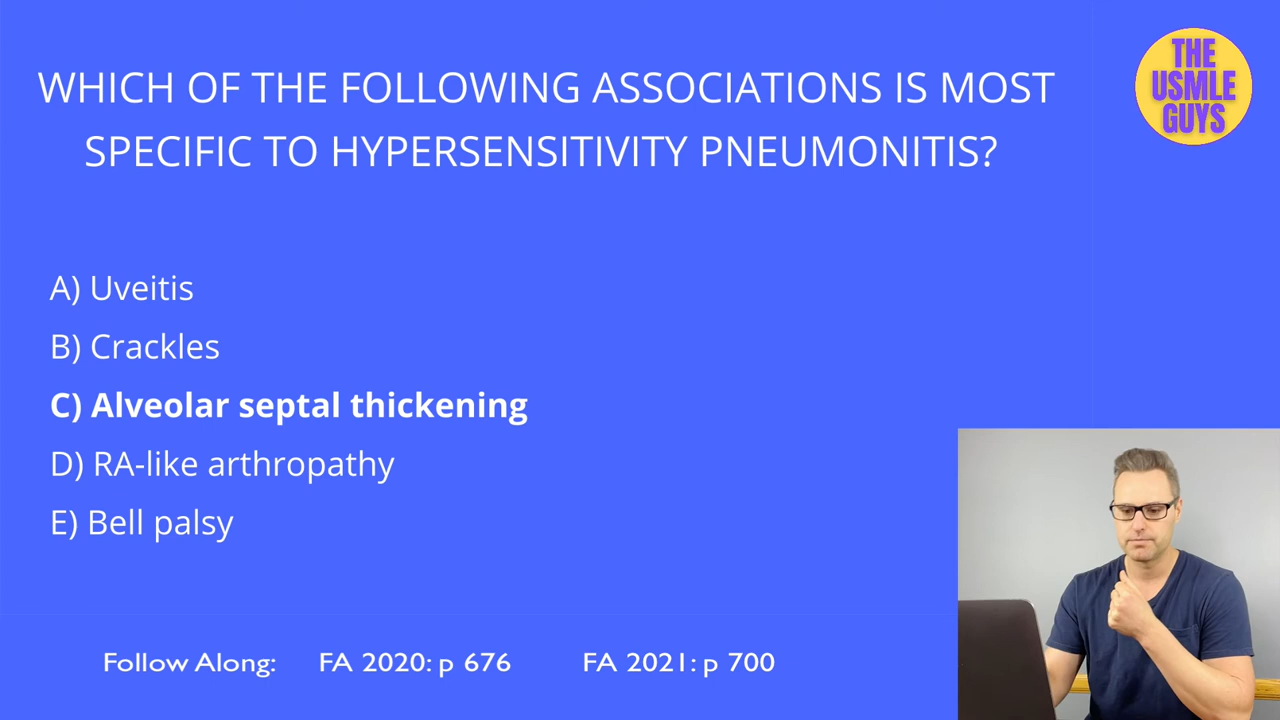 WHICH OF THE FOLLOWING ASSOCIATIONS IS MOST
SPECIFIC TO HYPERSENSITIVITY PNEUMONITIS?
THE
USMLE
GUYS
A) Uveitis
B) Crackles
C) Alveolar septal thickening
D) RA-like arthropathy
E) Bell palsy
Follow Along: FA 2020: p 676 FA 2021: p 700